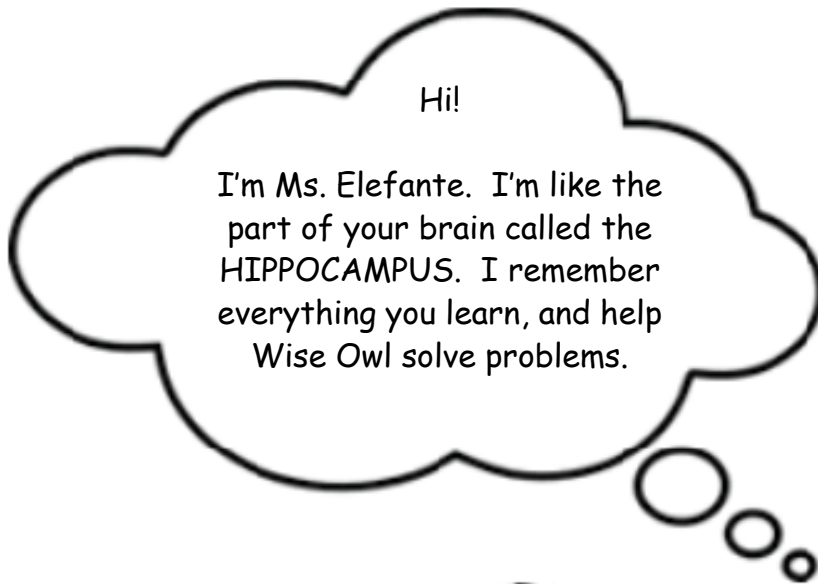 Hi!
I'm Ms. Elefante.  I'm like the
part of your brain called the
HIPPOCAMPUS.  I remember
everything you learn, and help
Wise Owl solve problems.